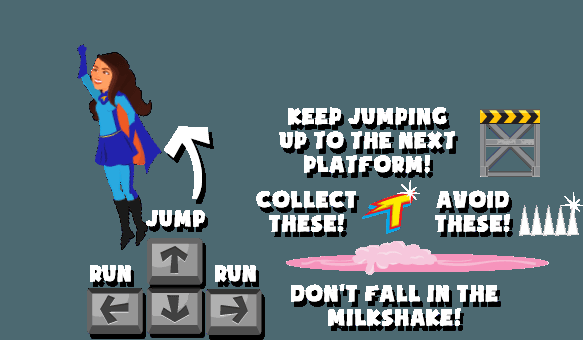 KEEP JUMPING
UP TO THE NEXT
PLATFORM!
COLLECT
THESE!
T
AVOID
THESE!
JUMP
RUN
RUN
DON'T FALL IN THE
MILKSHAKE!